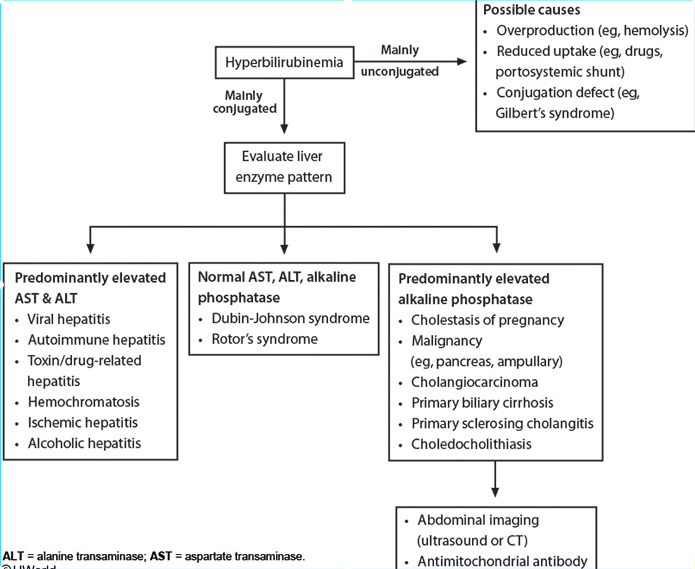 Possible causes
• Overproduction (eg, hemolysis)
• Reduced uptake (eg, drugs,
portosystemic shunt)
• Conjugation defect (eg,
Gilbert's syndrome)
Hyperbilirubinemia
Mainly
unconjugated
Mainly
conjugated
Evaluate liver
enzyme pattern
Predominantly elevated
AST & ALT
• Viral hepatitis
• Autoimmune hepatitis
• Toxin/drug-related
hepatitis
• Hemochromatosis
• Ischemic hepatitis
• Alcoholic hepatitis
Normal AST, ALT, alkaline
phosphatase
• Dubin-Johnson syndrome
• Rotor's syndrome
Predominantly elevated
alkaline phosphatase
• Cholestasis of pregnancy
• Malignancy
(eg, pancreas, ampullary)
• Cholangiocarcinoma
• Primary biliary cirrhosis
• Primary sclerosing cholangitis
• Choledocholithiasis
• Abdominal imaging
(ultrasound or CT)
• Antimitochondrial antibody
ALT = alanine transaminase; AST = aspartate transaminase.
©UWorld